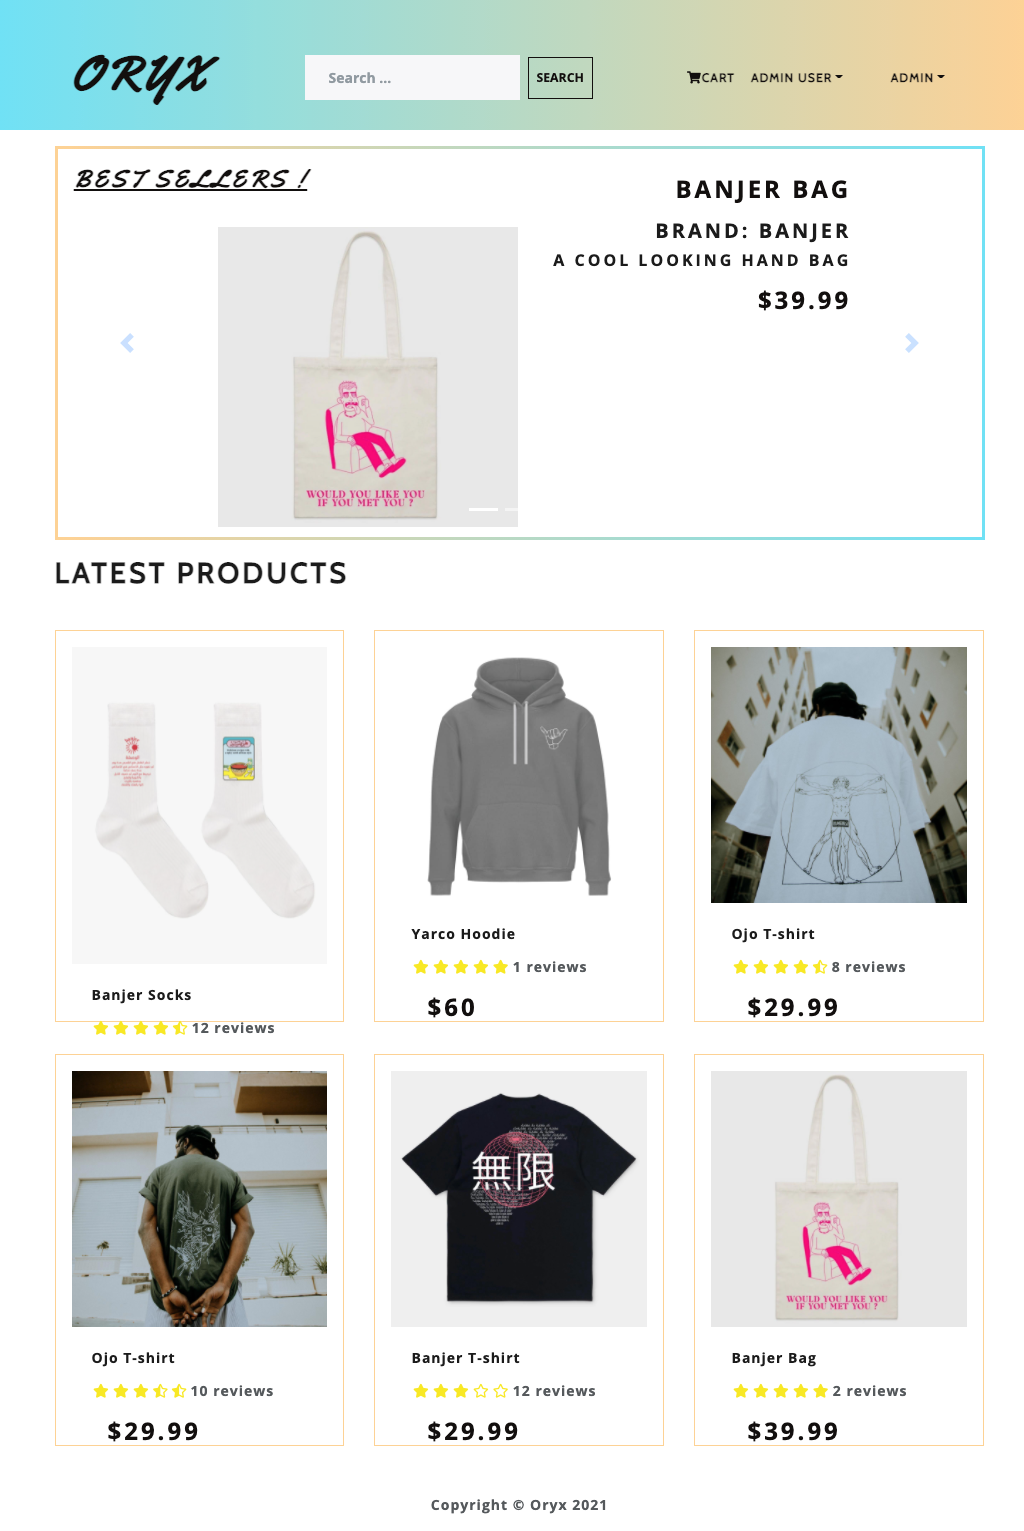 ORYX
Search ...
SEARCH
CART
ADMIN USER
ADMIN
BEST SELLERS !
BANJER BAG
BRAND: BANJER
A COOL LOOKING HAND BAG
$39.99
WOULD YOU LIKE YOU
IF YOU MET YOU ?
LATEST PRODUCTS
Banjer Socks
12 reviews
Yarco Hoodie
1 reviews
$60
Ojo T-shirt
8 reviews
$29.99
Ojo T-shirt
10 reviews
$29.99
無限
Banjer T-shirt
12 reviews
$29.99
WOULD YOU LIKE YOU
IF YOU MET YOU ?
Banjer Bag
2 reviews
$39.99
Copyright © Oryx 2021